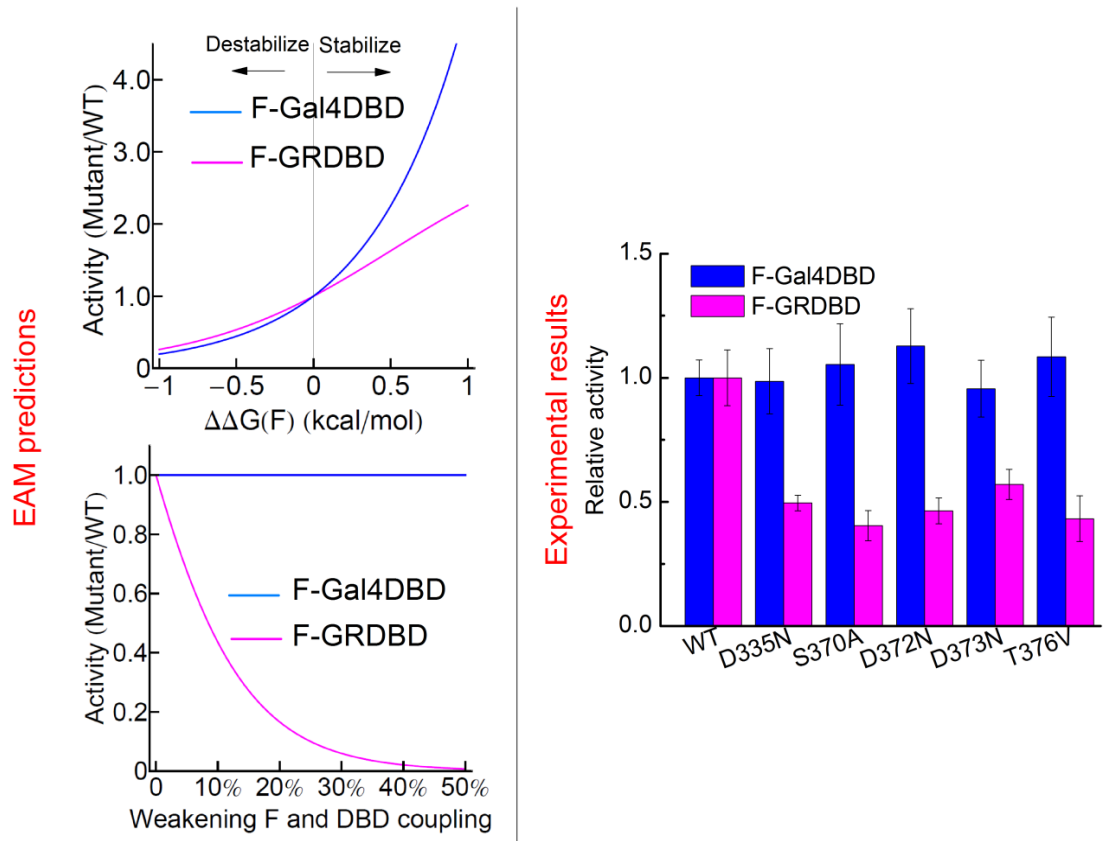 EAM predictions
Destabilize Stabilize
F-Gal4DBD
F-GRDBD
Activity (Mutant/WT)
4.0
3.0
2.0
1.0
0
−1 −0.5 0 0.5 1
ΔΔG(F) (kcal/mol)
Activity (Mutant/WT)
1.0
0.8
0.6
0.4
0.2
0
F-Gal4DBD
F-GRDBD
0 10% 20% 30% 40% 50%
Weakening F and DBD coupling
Experimental results
Relative activity
1.5
1.0
0.5
0.0
F-Gal4DBD
F-GRDBD
WT D335N S370A D372N D373N T376V